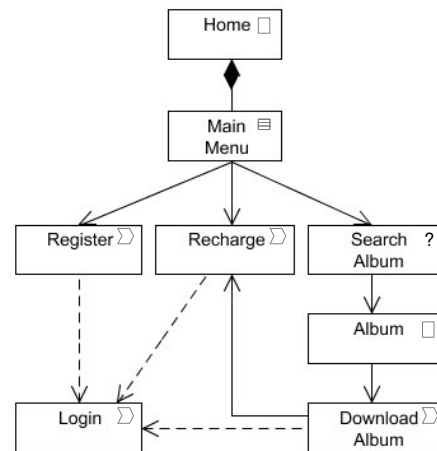 Home
Main
Menu
Register
Recharge
Search ?
Album
Album
Login
Download
Album